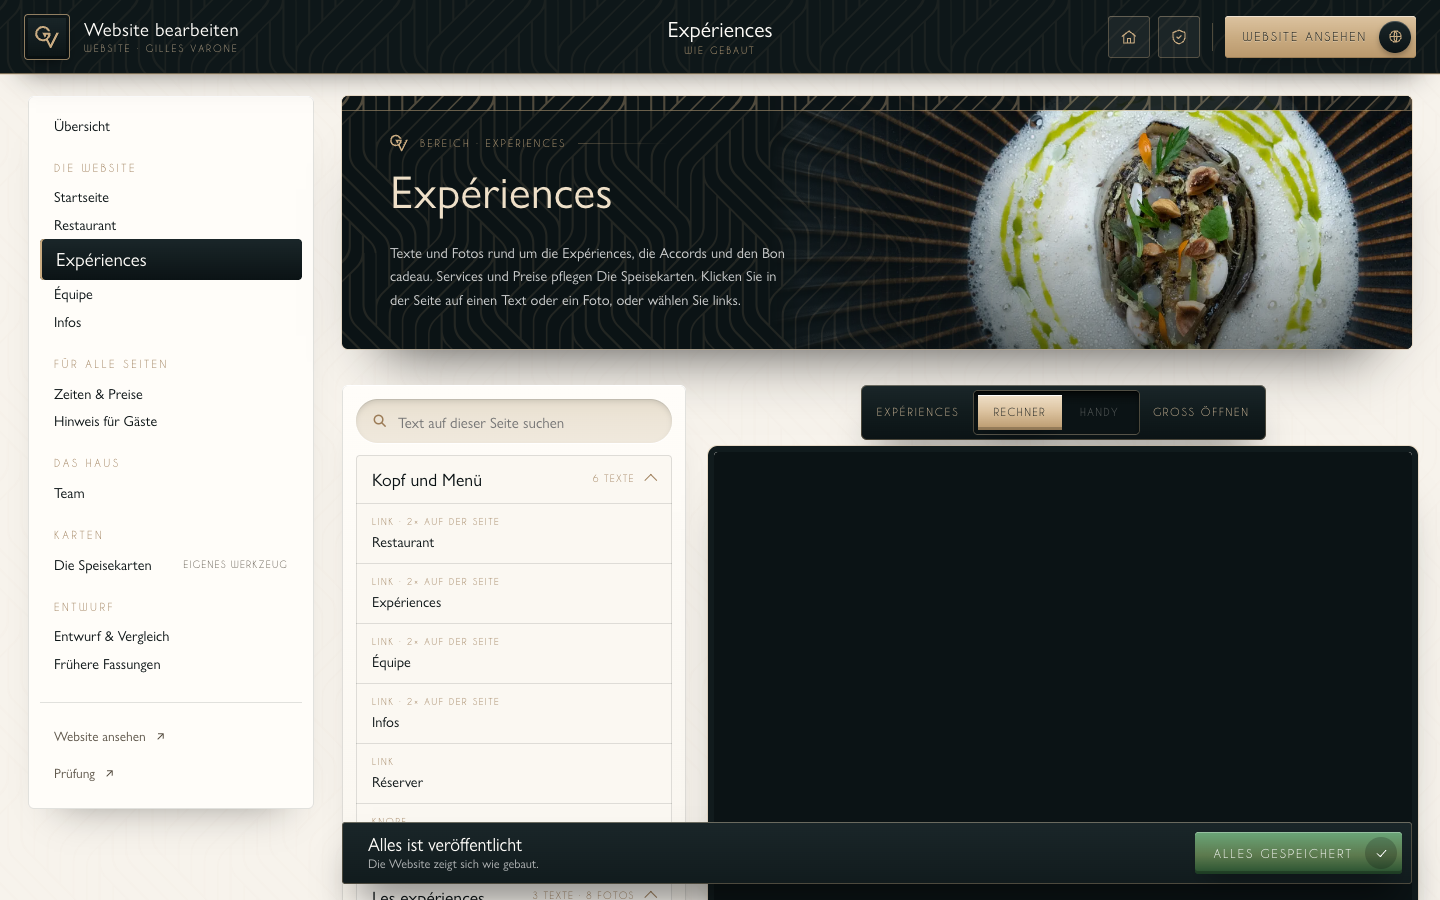 Website bearbeiten
WEBSITE · GILLES VARONE
Expériences
WIE GEBAUT
WEBSITE ANSEHEN
Übersicht
DIE WEBSITE
Startseite
Restaurant
Expériences
Équipe
Infos
FÜR ALLE SEITEN
Zeiten & Preise
Hinweis für Gäste
DAS HAUS
Team
KARTEN
Die Speisekarten
EIGENES WERKZEUG
ENTWURF
Entwurf & Vergleich
Frühere Fassungen
Website ansehen
Prüfung
BEREICH · EXPÉRIENCES
Expériences
Texte und Fotos rund um die Expériences, die Accords und den Bon
cadeau. Services und Preise pflegen Die Speisekarten. Klicken Sie in
der Seite auf einen Text oder ein Foto, oder wählen Sie links.
Text auf dieser Seite suchen
Kopf und Menü
6 TEXTE
LINK · 2× AUF DER SEITE
Restaurant
LINK · 2× AUF DER SEITE
Expériences
LINK · 2× AUF DER SEITE
Équipe
LINK · 2× AUF DER SEITE
Infos
LINK
Réserver
KNOPF
EXPÉRIENCES
RECHNER
HANDY
GROSS ÖFFNEN
Alles ist veröffentlicht
Die Website zeigt sich wie gebaut.
ALLES GESPEICHERT
Les expériences
3 TEXTE · 8 FOTOS